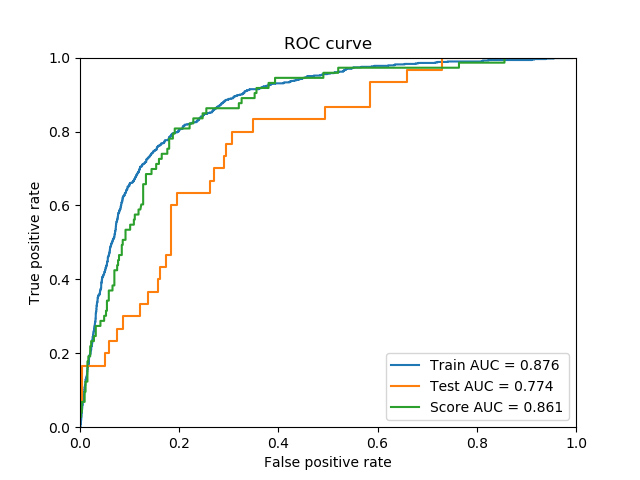 ROC curve
1.0
0.8
0.6
0.4
0.2
0.0
True positive rate
Train AUC = 0.876
Test AUC = 0.774
Score AUC = 0.861
0.0 0.2 0.4 0.6 0.8 1.0
False positive rate